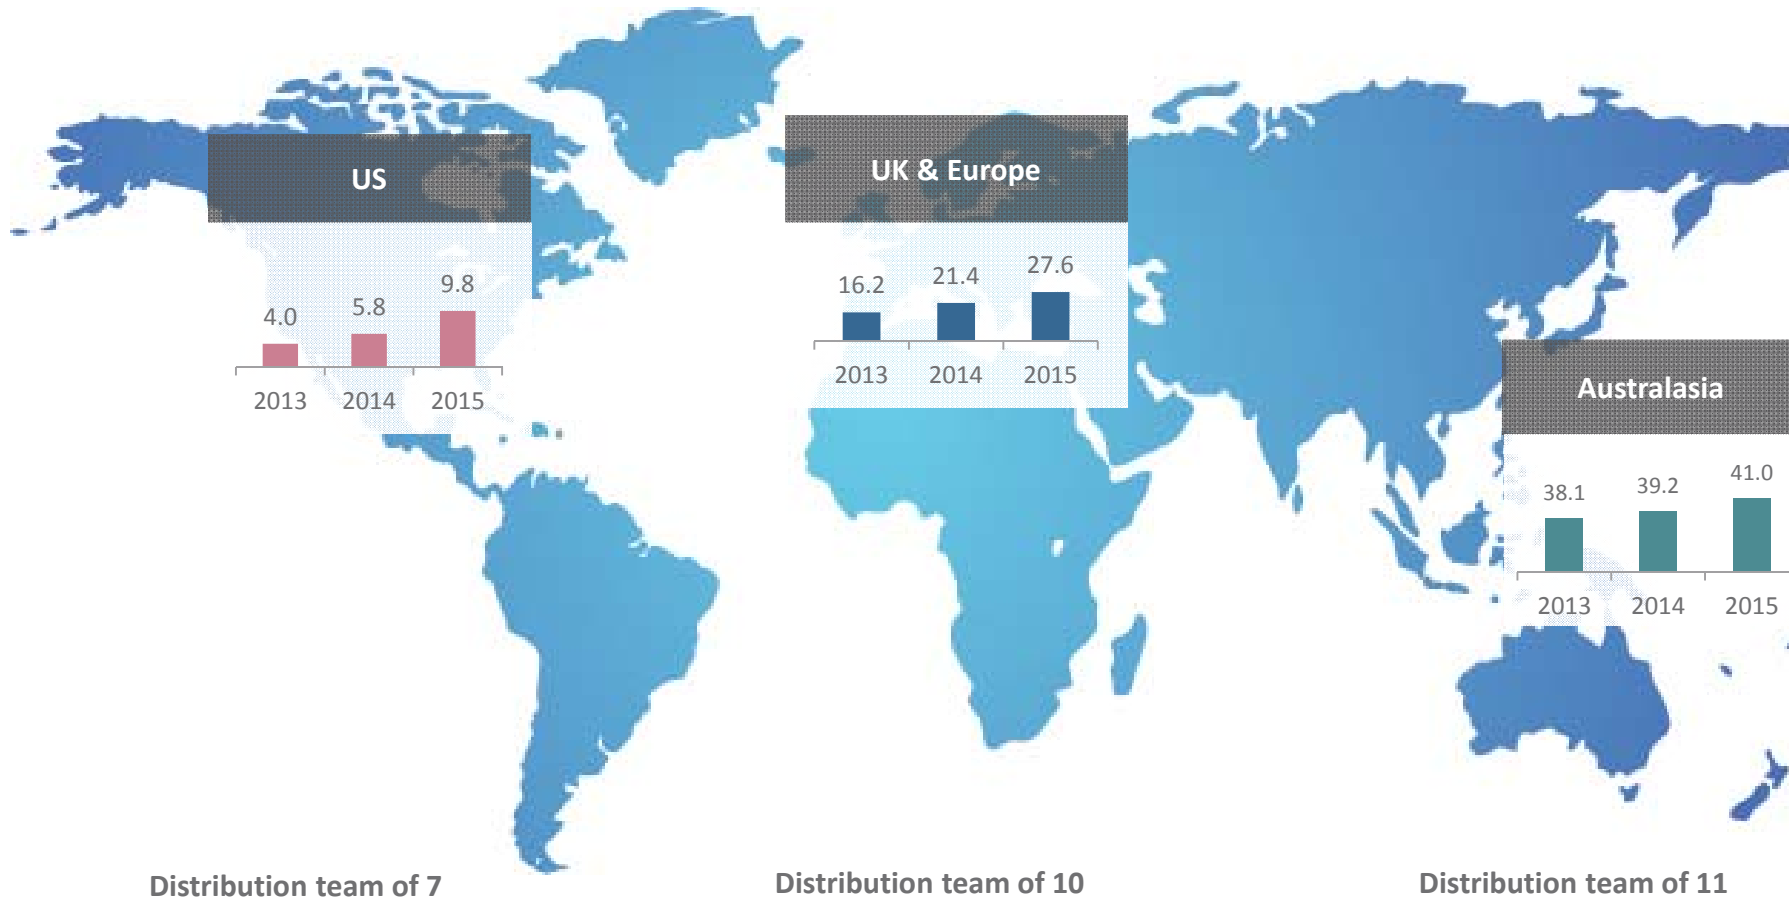 US
9.8
5.8
4.0
2013 2014 2015
UK & Europe
27.6
21.4
16.2
2013 2014 2015
Australasia
41.0
39.2
38.1
2013 2014 2015
Distribution team of 7
Distribution team of 10
Distribution team of 11